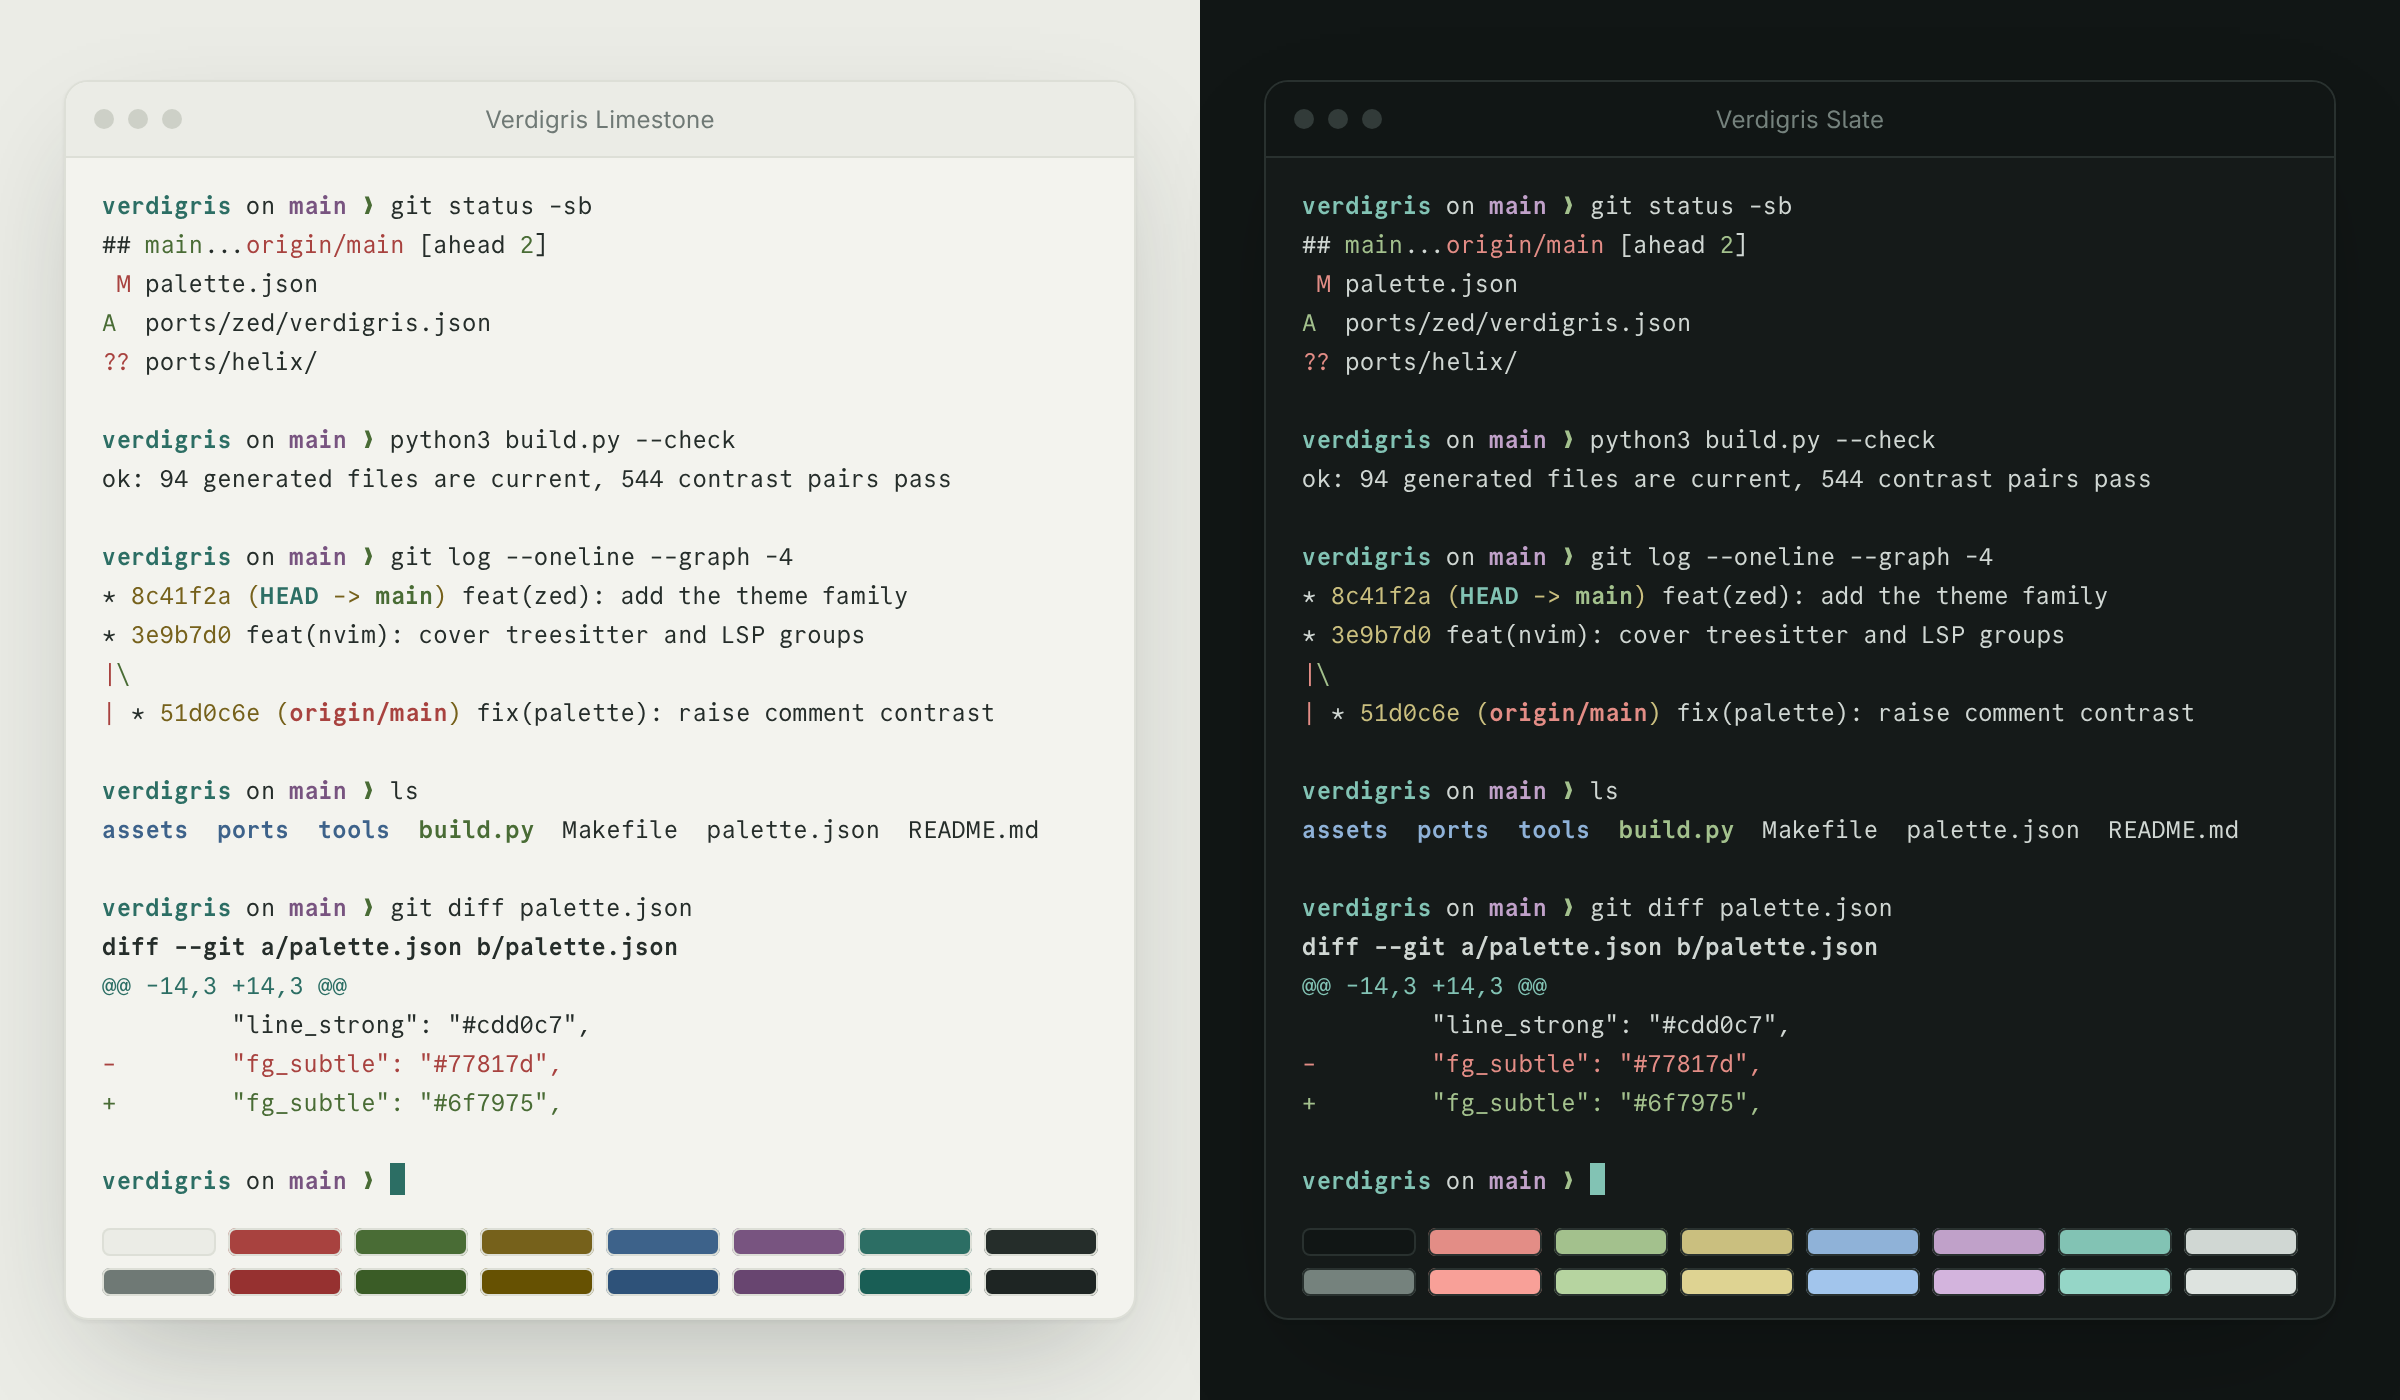 Verdigris Limestone
verdigris on main ❯ git status -sb
## main...origin/main [ahead 2]
 M palette.json
A  ports/zed/verdigris.json
?? ports/helix/
verdigris on main ❯ python3 build.py --check
ok: 94 generated files are current, 544 contrast pairs pass
verdigris on main ❯ git log --oneline --graph -4
* 8c41f2a (HEAD -> main) feat(zed): add the theme family
* 3e9b7d0 feat(nvim): cover treesitter and LSP groups
|\
| * 51d0c6e (origin/main) fix(palette): raise comment contrast
verdigris on main ❯ ls
assets  ports  tools  build.py  Makefile  palette.json  README.md
verdigris on main ❯ git diff palette.json
diff --git a/palette.json b/palette.json
@@ -14,3 +14,3 @@
         "line_strong": "#cdd0c7",
-        "fg_subtle": "#77817d",
+        "fg_subtle": "#6f7975",
verdigris on main ❯
Verdigris Slate
verdigris on main ❯ git status -sb
## main...origin/main [ahead 2]
 M palette.json
A  ports/zed/verdigris.json
?? ports/helix/
verdigris on main ❯ python3 build.py --check
ok: 94 generated files are current, 544 contrast pairs pass
verdigris on main ❯ git log --oneline --graph -4
* 8c41f2a (HEAD -> main) feat(zed): add the theme family
* 3e9b7d0 feat(nvim): cover treesitter and LSP groups
|\
| * 51d0c6e (origin/main) fix(palette): raise comment contrast
verdigris on main ❯ ls
assets  ports  tools  build.py  Makefile  palette.json  README.md
verdigris on main ❯ git diff palette.json
diff --git a/palette.json b/palette.json
@@ -14,3 +14,3 @@
         "line_strong": "#cdd0c7",
-        "fg_subtle": "#77817d",
+        "fg_subtle": "#6f7975",
verdigris on main ❯